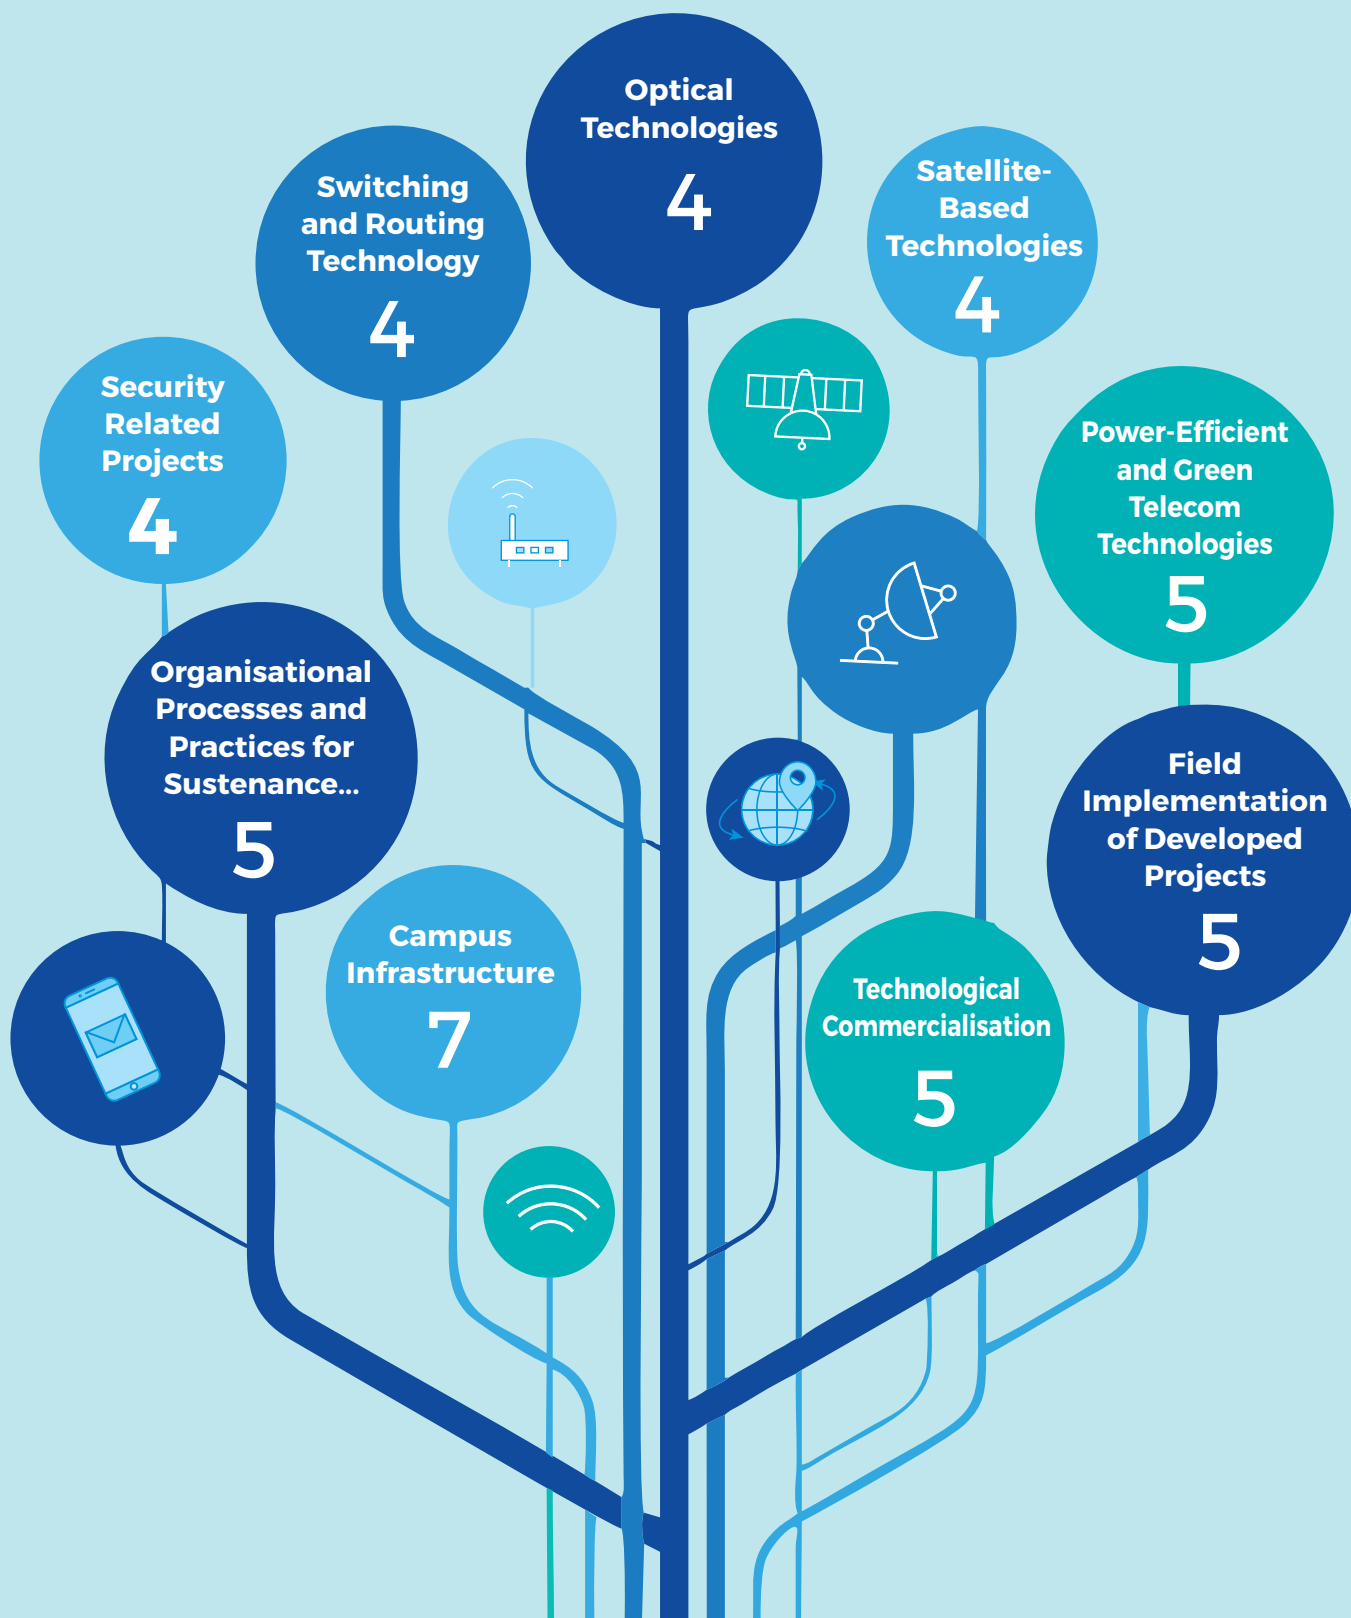 Optical
Technologies
4
Switching
and Routing
Technology
4
Satellite-
Based
Technologies
4
Security
Related
Projects
4
Power-Efficient
and Green
Telecom
Technologies
5
Organisational
Processes and
Practices for
Sustenance...
5
Field
Implementation
of Developed
Projects
5
Campus
Infrastructure
7
Technological
Commercialisation
5